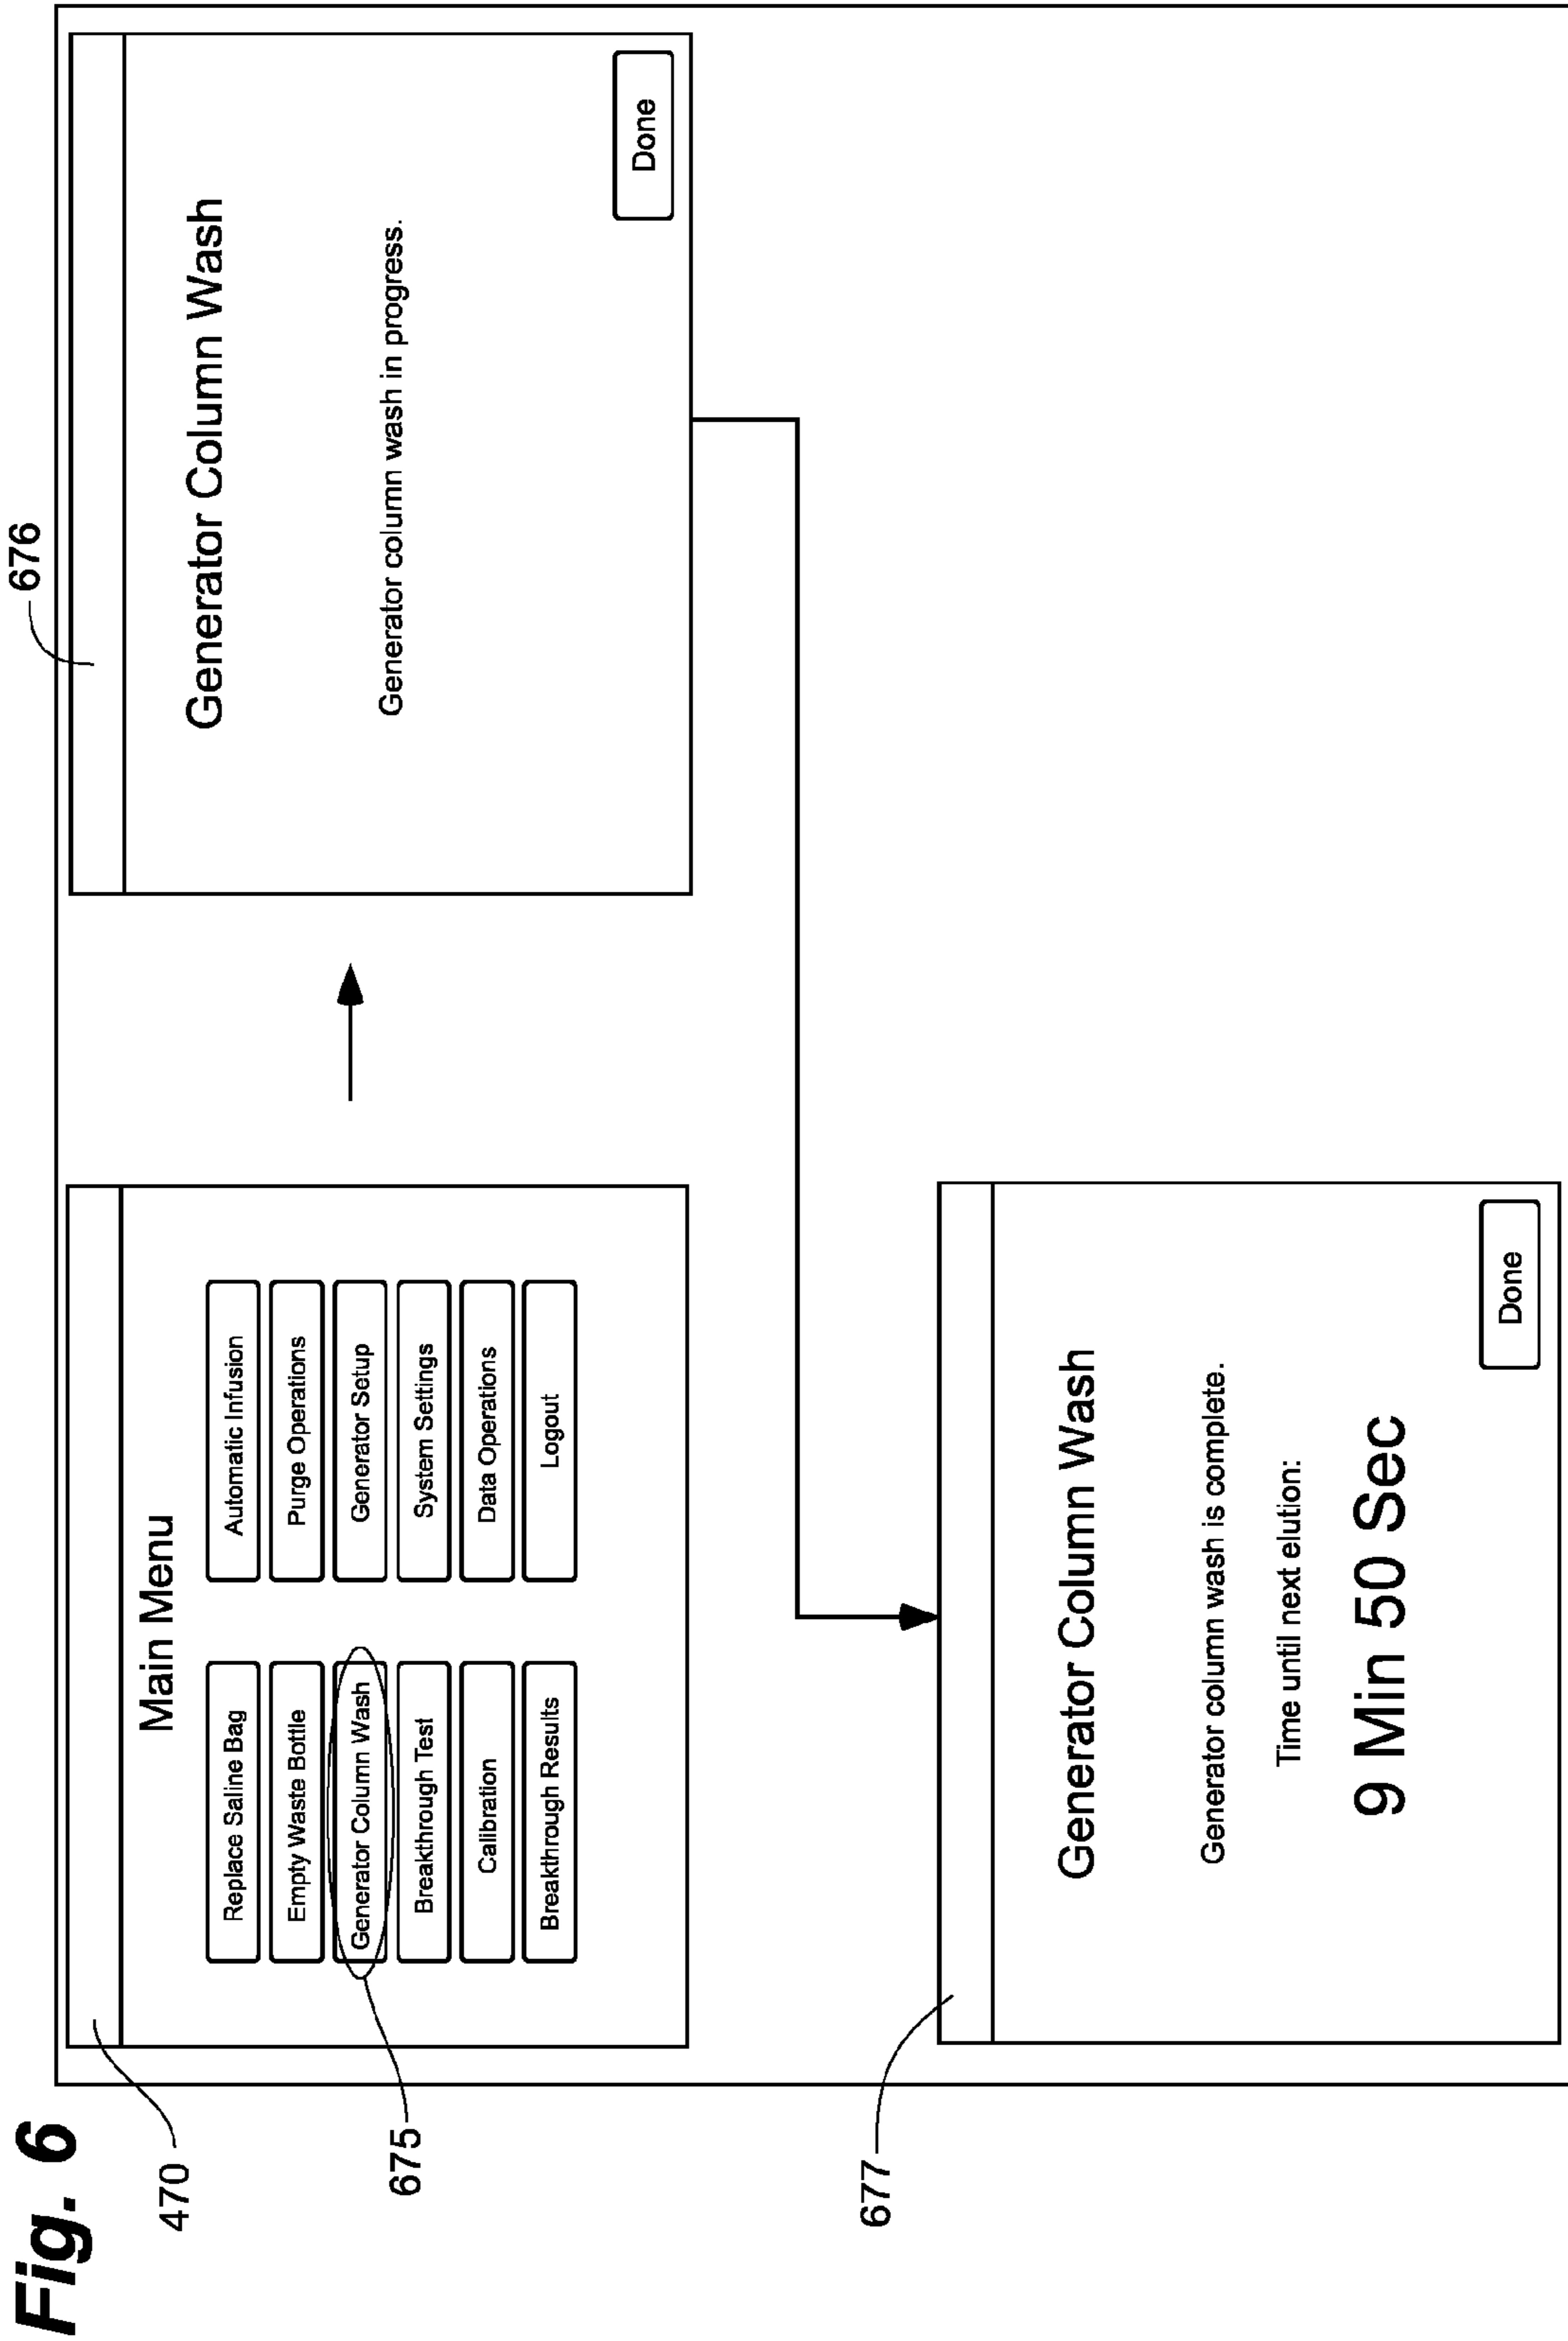 Fig. 6
470
Main Menu
Replace Saline Bag
Automatic Infusion
Empty Waste Bottle
Purge Operations
Generator Column Wash
Generator Setup
Breakthrough Test
System Settings
Calibration
Data Operations
Breakthrough Results
Logout
675
676
Generator Column Wash
Generator column wash in progress.
Done
677
Generator Column Wash
Generator column wash is complete.
Time until next elution:
9 Min 50 Sec
Done